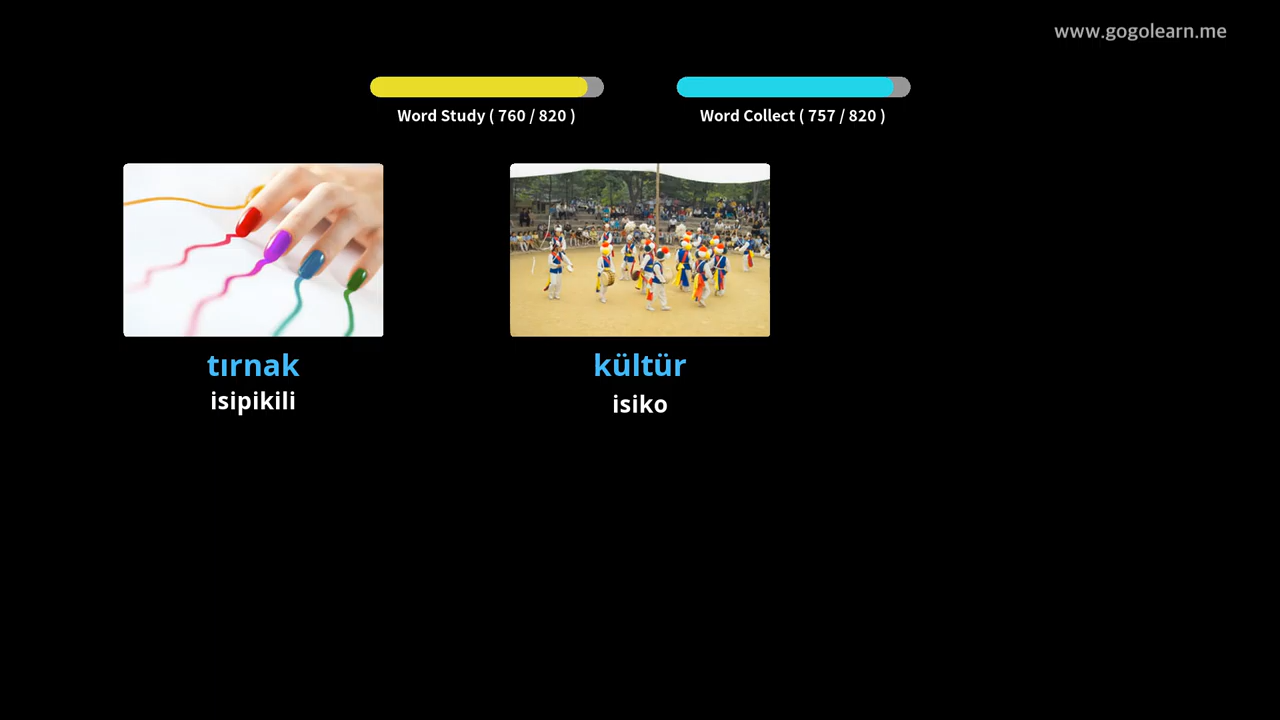 www.gogolearn.me
Word Study ( 760 / 820 )
Word Collect ( 757 / 820 )
tırnak
isipikili
kültür
isiko